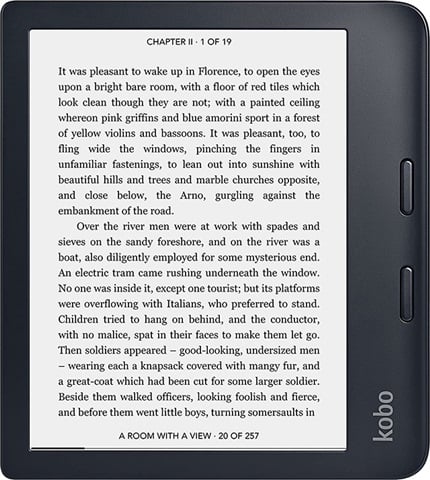 CHAPTER II · 1 OF 19
It was pleasant to wake up in Florence, to open the eyes
upon a bright bare room, with a floor of red tiles which
look clean though they are not; with a painted ceiling
whereon pink griffins and blue amorini sport in a forest
of yellow violins and bassoons. It was pleasant, too, to
fling wide the windows, pinching the fingers in
unfamiliar fastenings, to lean out into sunshine with
beautiful hills and trees and marble churches opposite,
and close below, the Arno, gurgling against the
embankment of the road.
Over the river men were at work with spades and
sieves on the sandy foreshore, and on the river was a
boat, also diligently employed for some mysterious end.
An electric tram came rushing underneath the window.
No one was inside it, except one tourist; but its platforms
were overflowing with Italians, who preferred to stand.
Children tried to hang on behind, and the conductor,
with no malice, spat in their faces to make them let go.
Then soldiers appeared – good-looking, undersized men
– wearing each a knapsack covered with mangy fur, and
a great-coat which had been cut for some larger soldier.
Beside them walked officers, looking foolish and fierce,
and before them went little boys, turning somersaults in
A ROOM WITH A VIEW · 20 OF 257
kobo